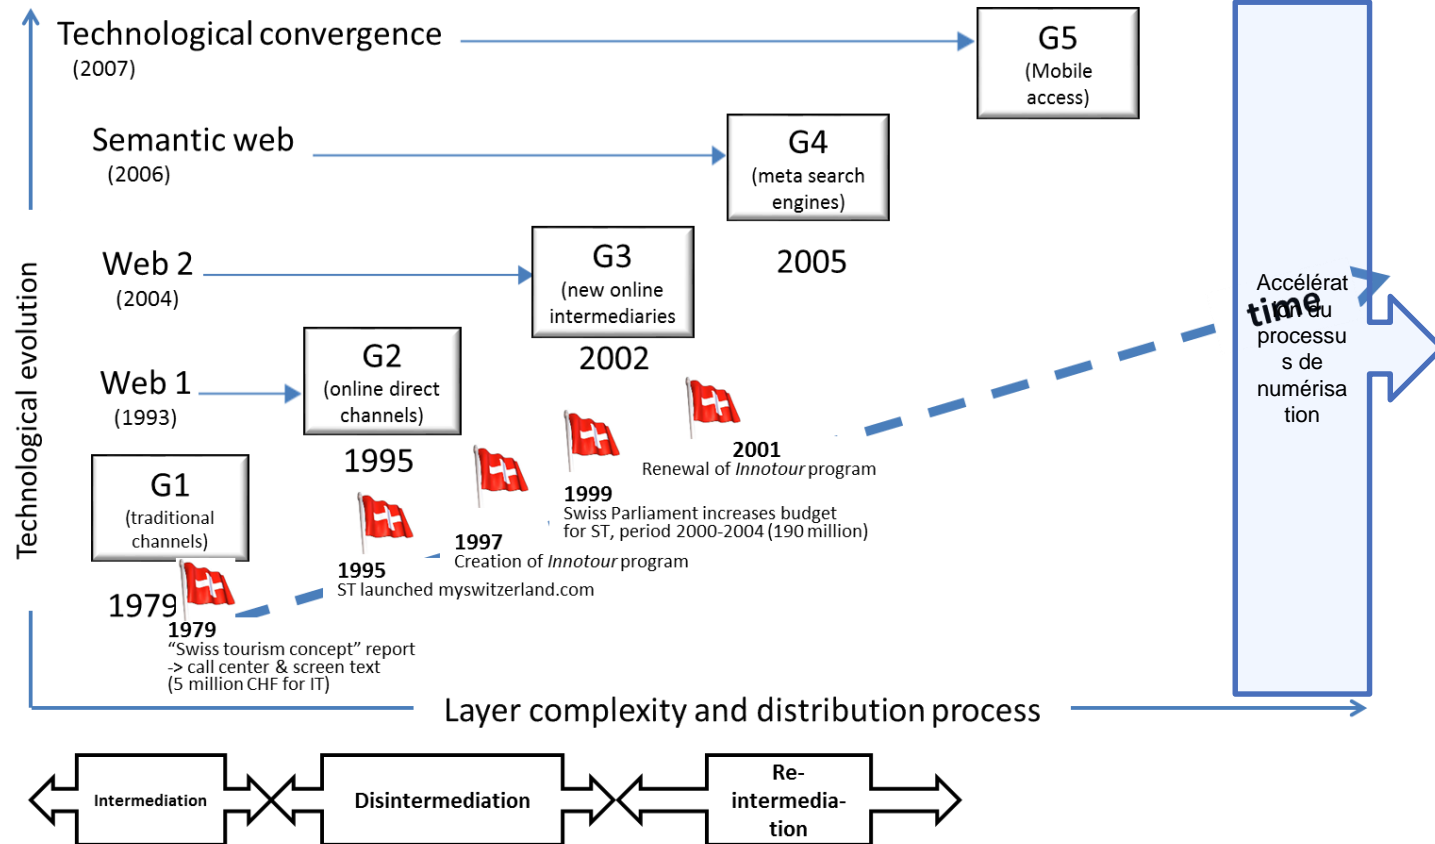 Technological convergence
(2007)
G5
(Mobile
access)
Semantic web
(2006)
G4
(meta search
engines)
2005
Web 2
(2004)
G3
(new online
intermediaries
2002
Web 1
(1993)
G2
(online direct
channels)
1995
G1
(traditional
channels)
1979
Technological evolution
1979
“Swiss tourism concept” report
-> call center & screen text
(5 million CHF for IT)
1995
ST launched myswitzerland.com
1997
Creation of Innotour program
1999
Swiss Parliament increases budget
for ST, period 2000-2004 (190 million)
2001
Renewal of Innotour program
time
Accélérat
ion du
processu
s de
numérisa
tion
Layer complexity and distribution process
Intermediation
Disintermediation
Re-
intermedia-
tion